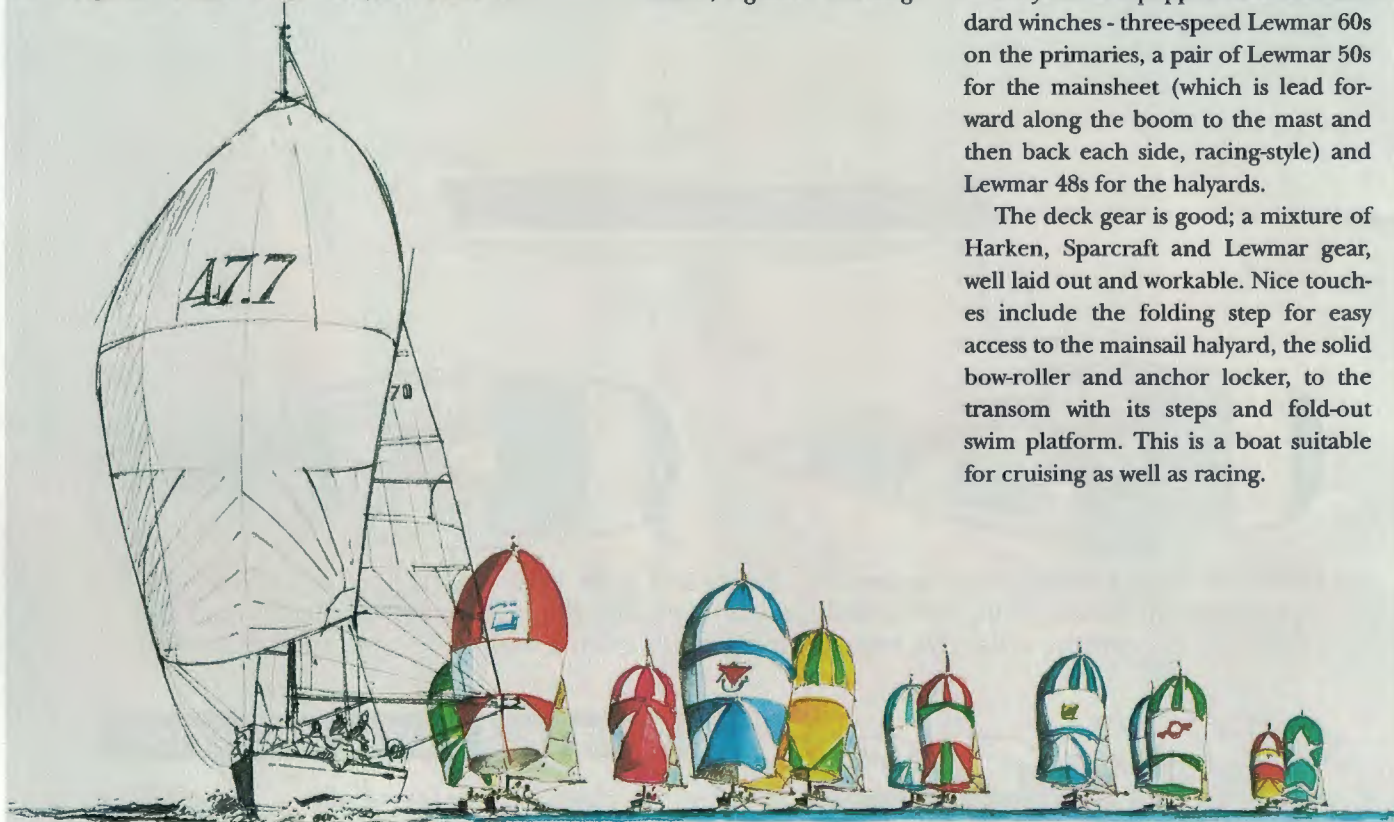 dard winches - three-speed Lewmar 60s
on the primaries, a pair of Lewmar 50s
for the mainsheet (which is lead for-
ward along the boom to the mast and
then back each side, racing-style) and
Lewmar 48s for the halyards.
The deck gear is good; a mixture of
Harken, Sparcraft and Lewmar gear,
well laid out and workable. Nice touch-
es include the folding step for easy
access to the mainsail halyard, the solid
bow-roller and anchor locker, to the
transom with its steps and fold-out
swim platform. This is a boat suitable
for cruising as well as racing.
47.7
70